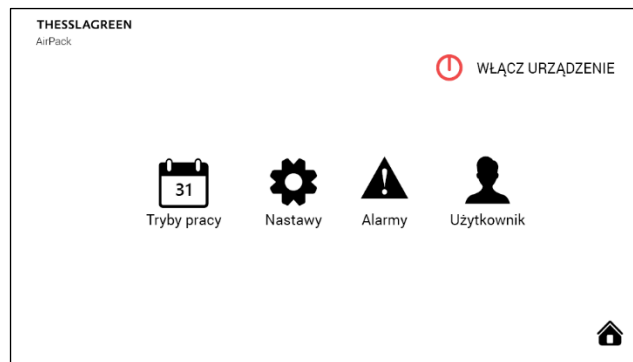 THESSLAGREEN
AirPack
WŁĄCZ URZĄDZENIE
31
Tryby pracy
Nastawy
Alarmy
Użytkownik